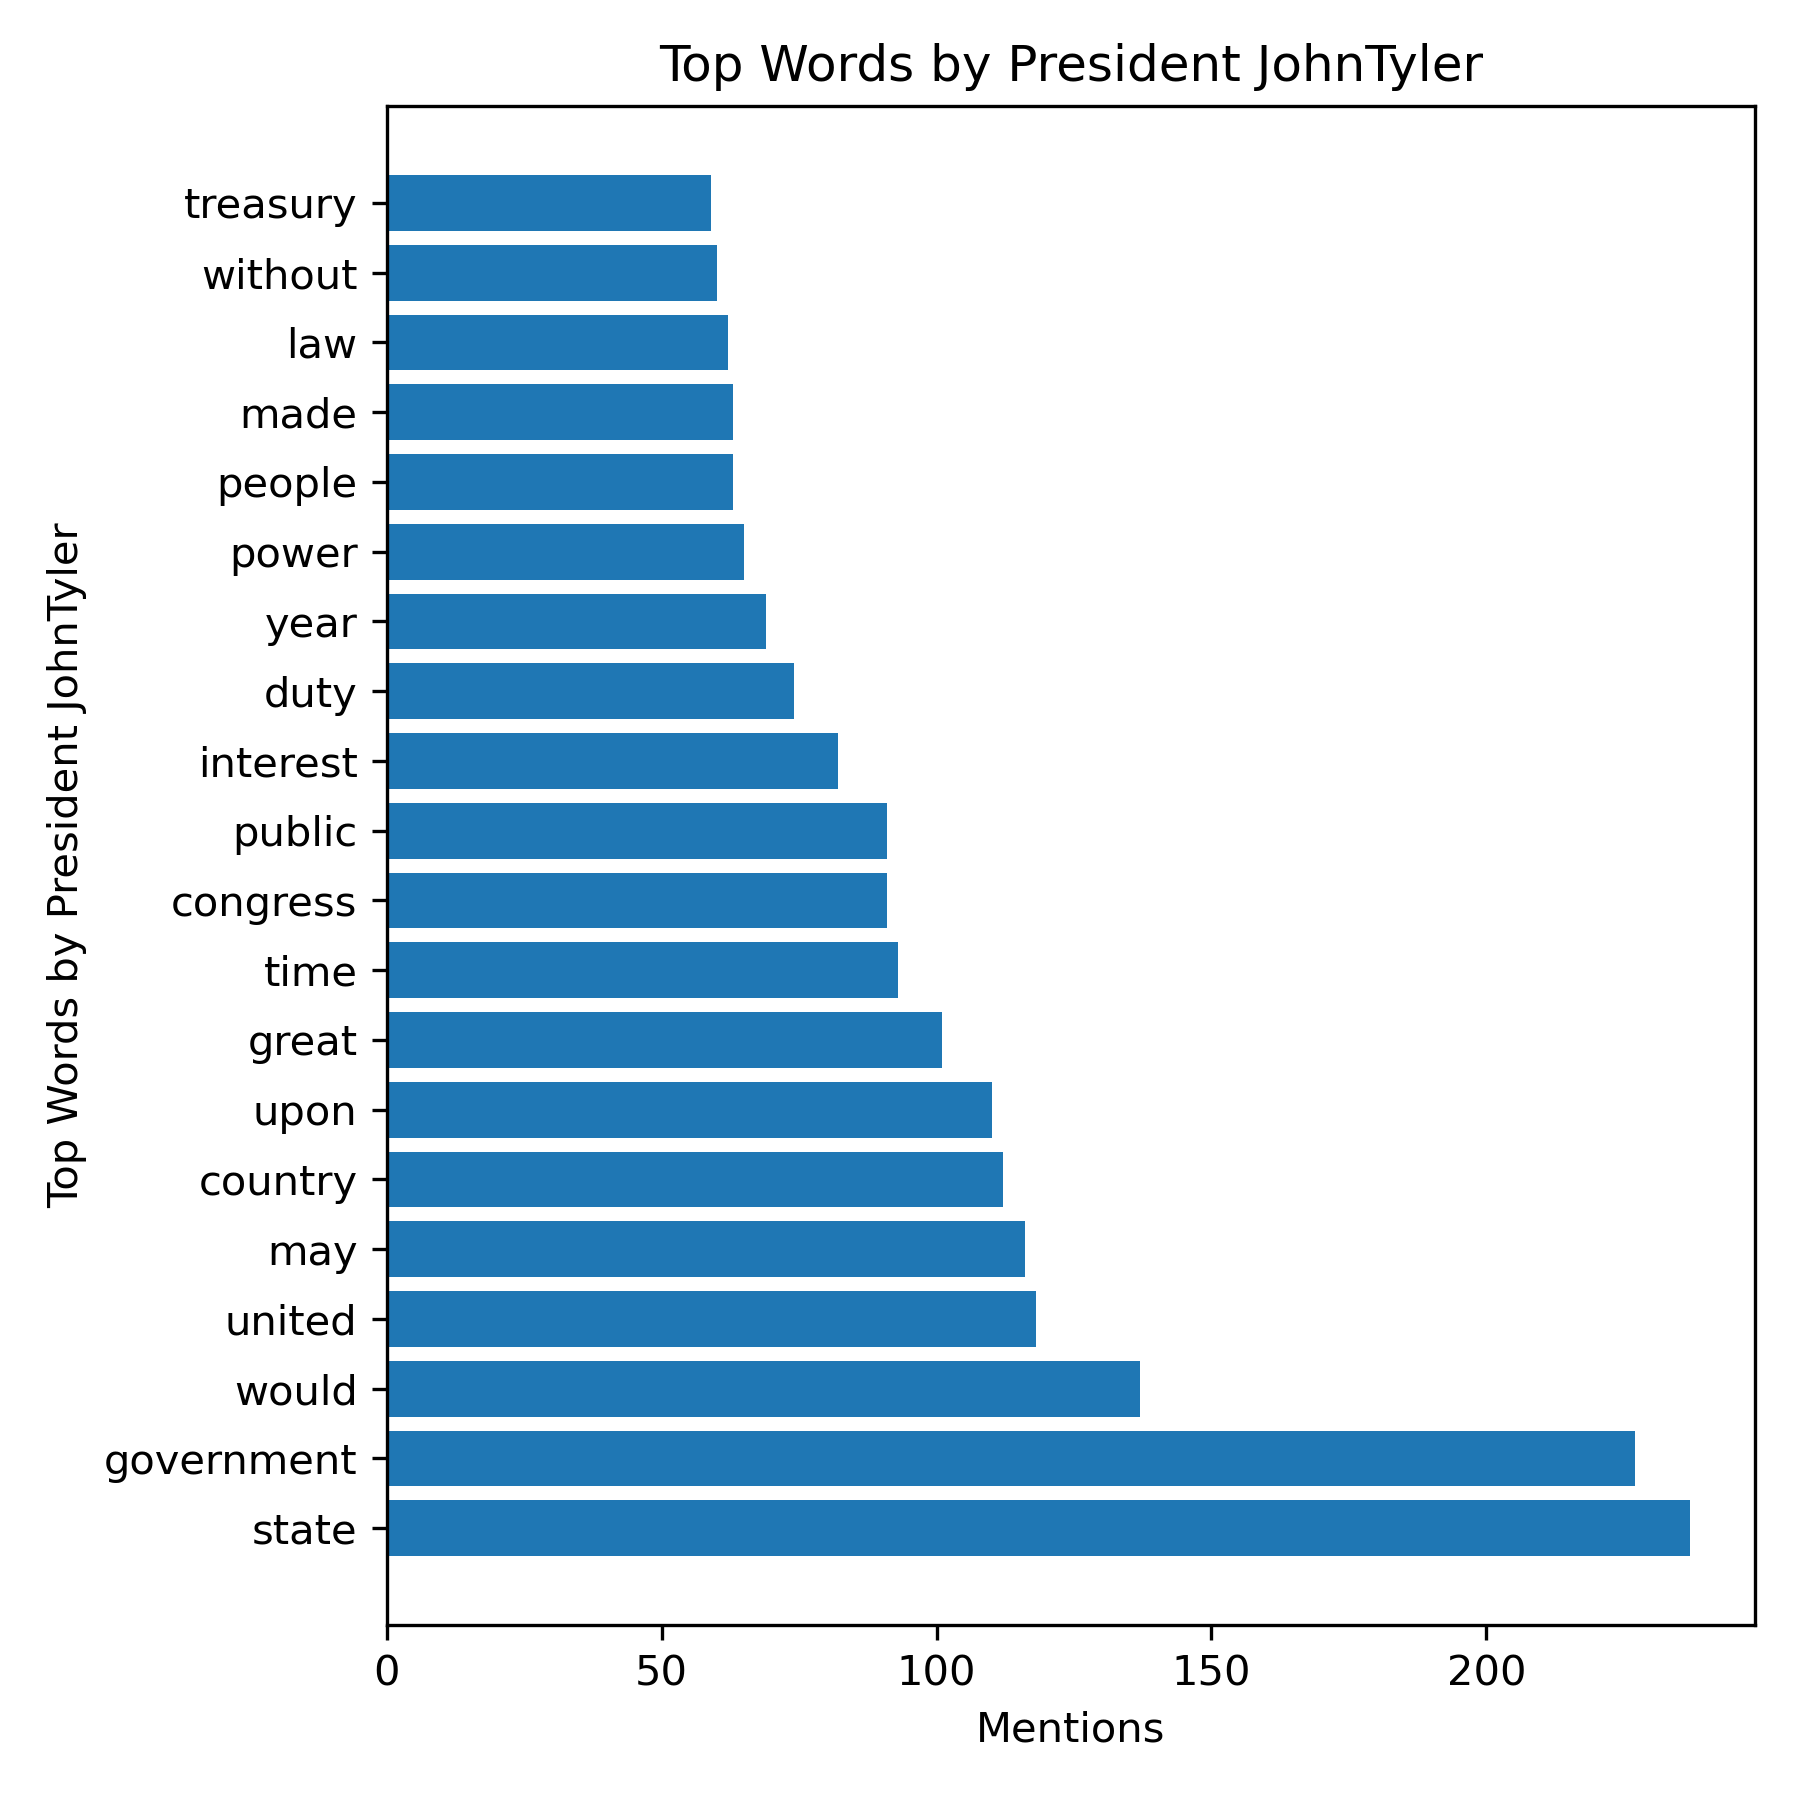 Top Words by President JohnTyler
Top Words by President JohnTyler
treasury
without
law
made
people
power
year
duty
interest
public
congress
time
great
upon
country
may
united
would
government
state
0 50 100 150 200
Mentions